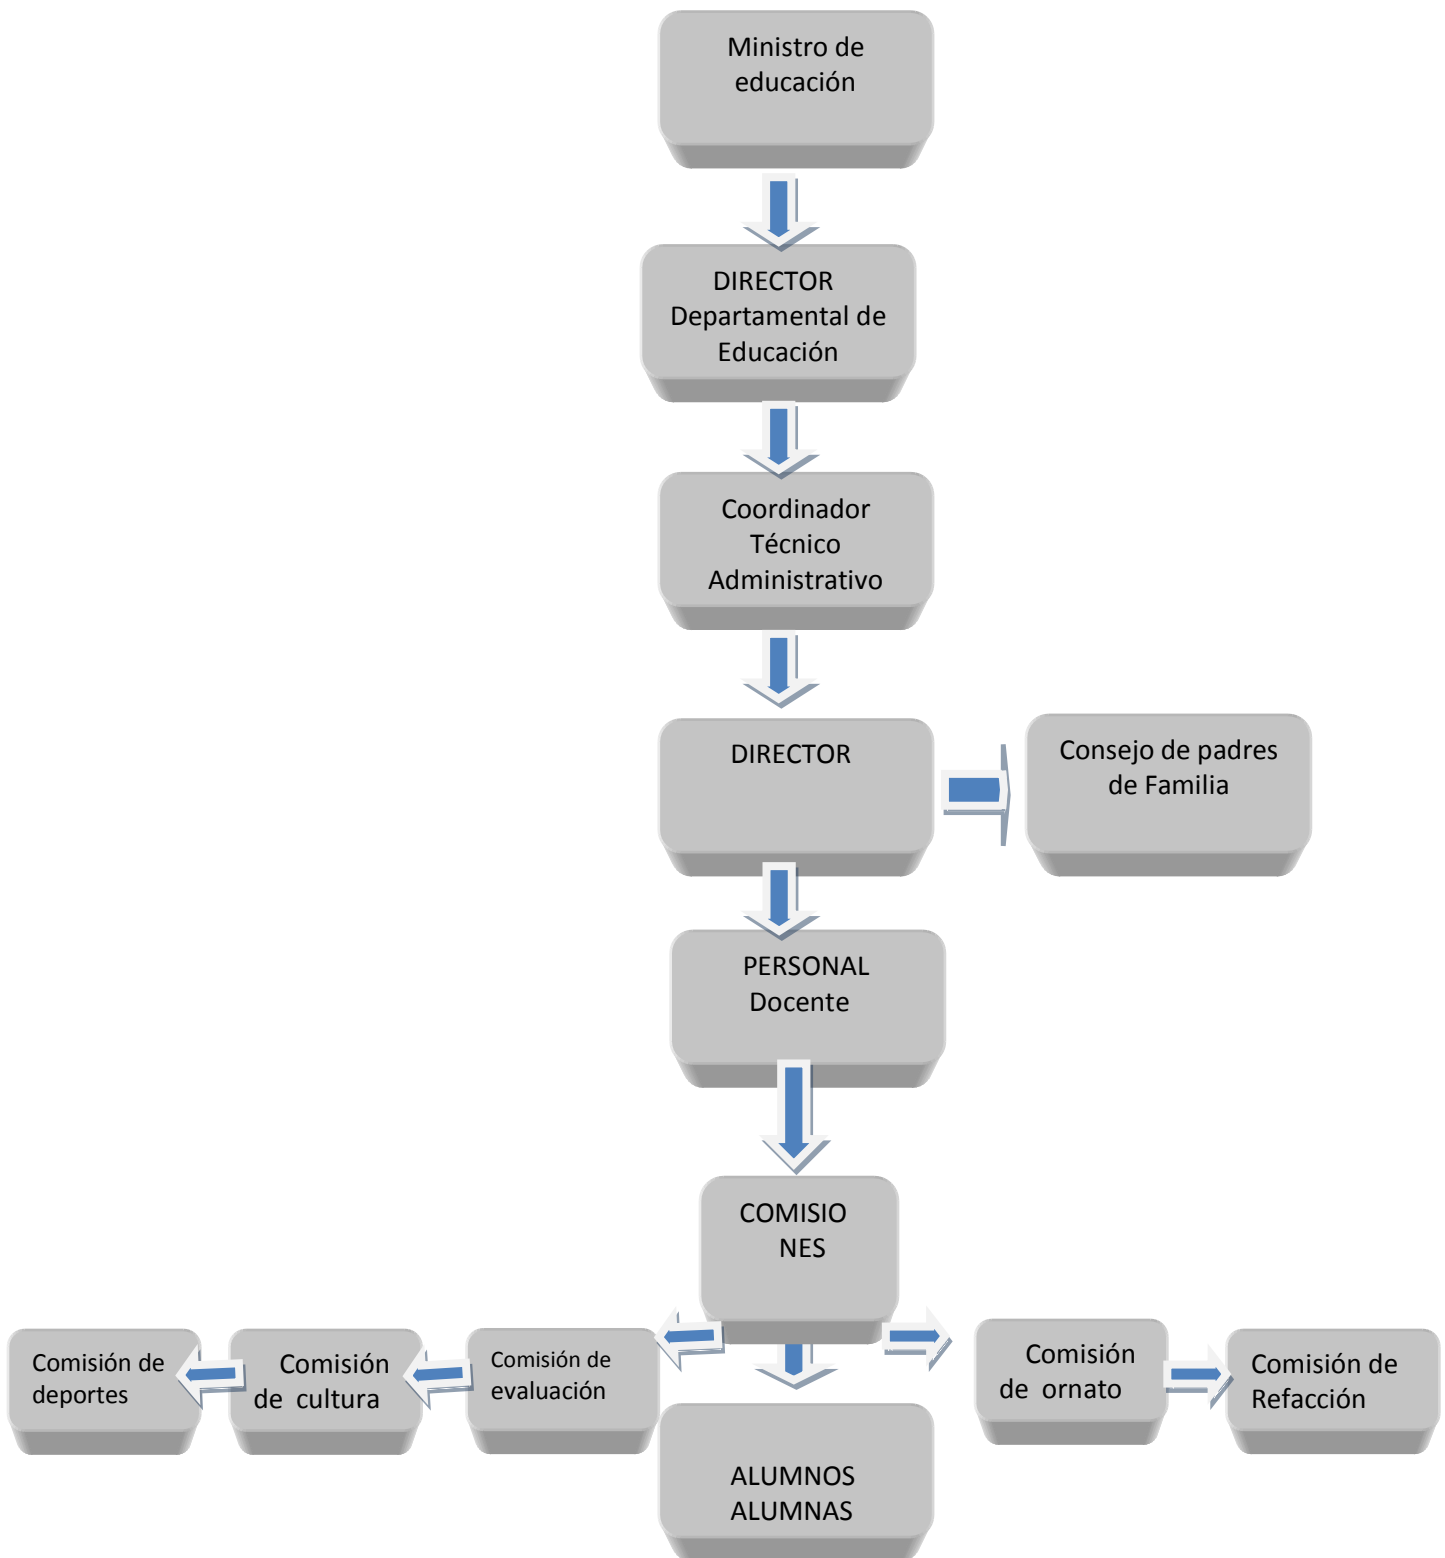 Ministro de
educación
DIRECTOR
Departamental de
Educación
Coordinador
Técnico
Administrativo
DIRECTOR
Consejo de padres
de Familia
PERSONAL
Docente
COMISIO
NES
Comisión de
deportes
Comisión
de cultura
Comisión de
evaluación
Comisión
de ornato
Comisión de
Refacción
ALUMNOS
ALUMNAS